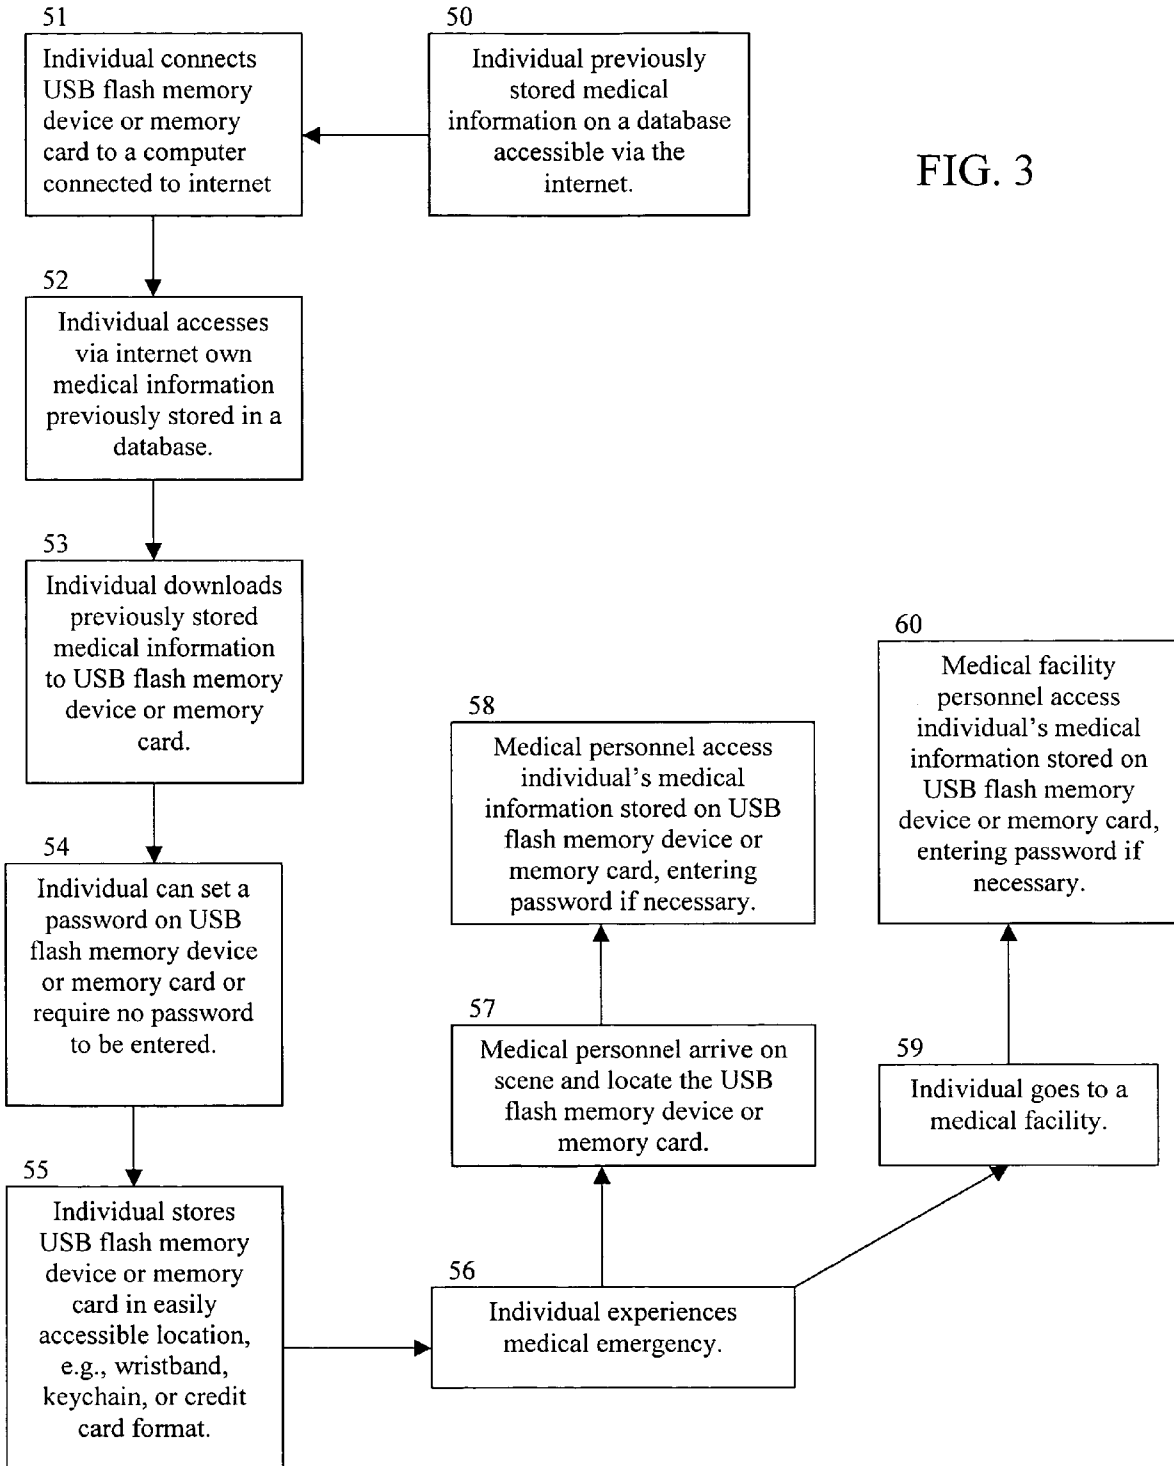 51
Individual connects
USB flash memory
device or memory
card to a computer
connected to internet
50
Individual previously
stored medical
information on a database
accessible via the
internet.
FIG. 3
52
Individual accesses
via internet own
medical information
previously stored in a
database.
53
Individual downloads
previously stored
medical information
to USB flash memory
device or memory
card.
54
Individual can set a
password on USB
flash memory device
or memory card or
require no password
to be entered.
55
Individual stores
USB flash memory
device or memory
card in easily
accessible location,
e.g., wristband,
keychain, or credit
card format.
56
Individual experiences
medical emergency.
57
Medical personnel arrive on
scene and locate the USB
flash memory device or
memory card.
58
Medical personnel access
individual's medical
information stored on USB
flash memory device or
memory card, entering
password if necessary.
59
Individual goes to a
medical facility.
60
Medical facility
personnel access
individual's medical
information stored on
USB flash memory
device or memory card,
entering password if
necessary.